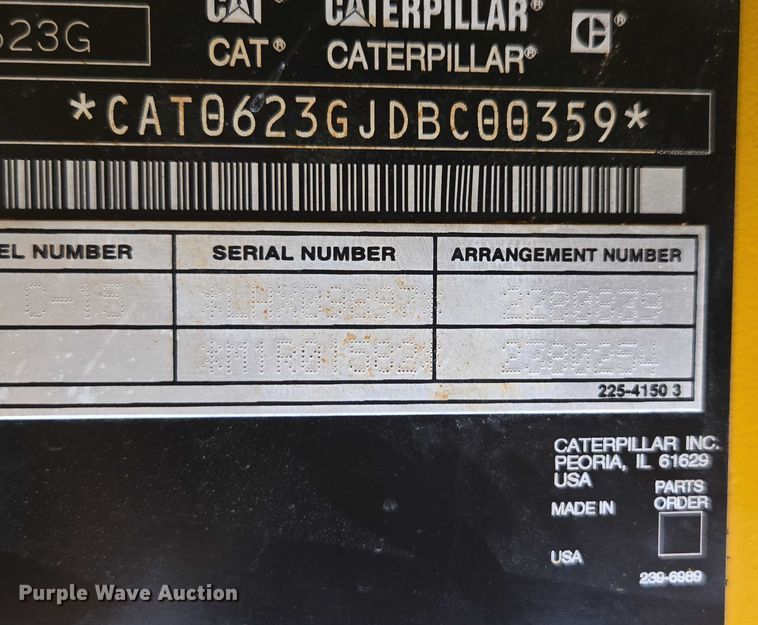 CAT® CATERPILLAR®
623G
CAT® CATERPILLAR®
*CAT0623GJDBC00359*
EL NUMBER SERIAL NUMBER ARRANGEMENT NUMBER
C-15
2380254
225-4150 3
CATERPILLAR INC.
PEORIA, IL 61629
USA
PARTS
MADE IN ORDER
USA
239-6989
Purple Wave Auction